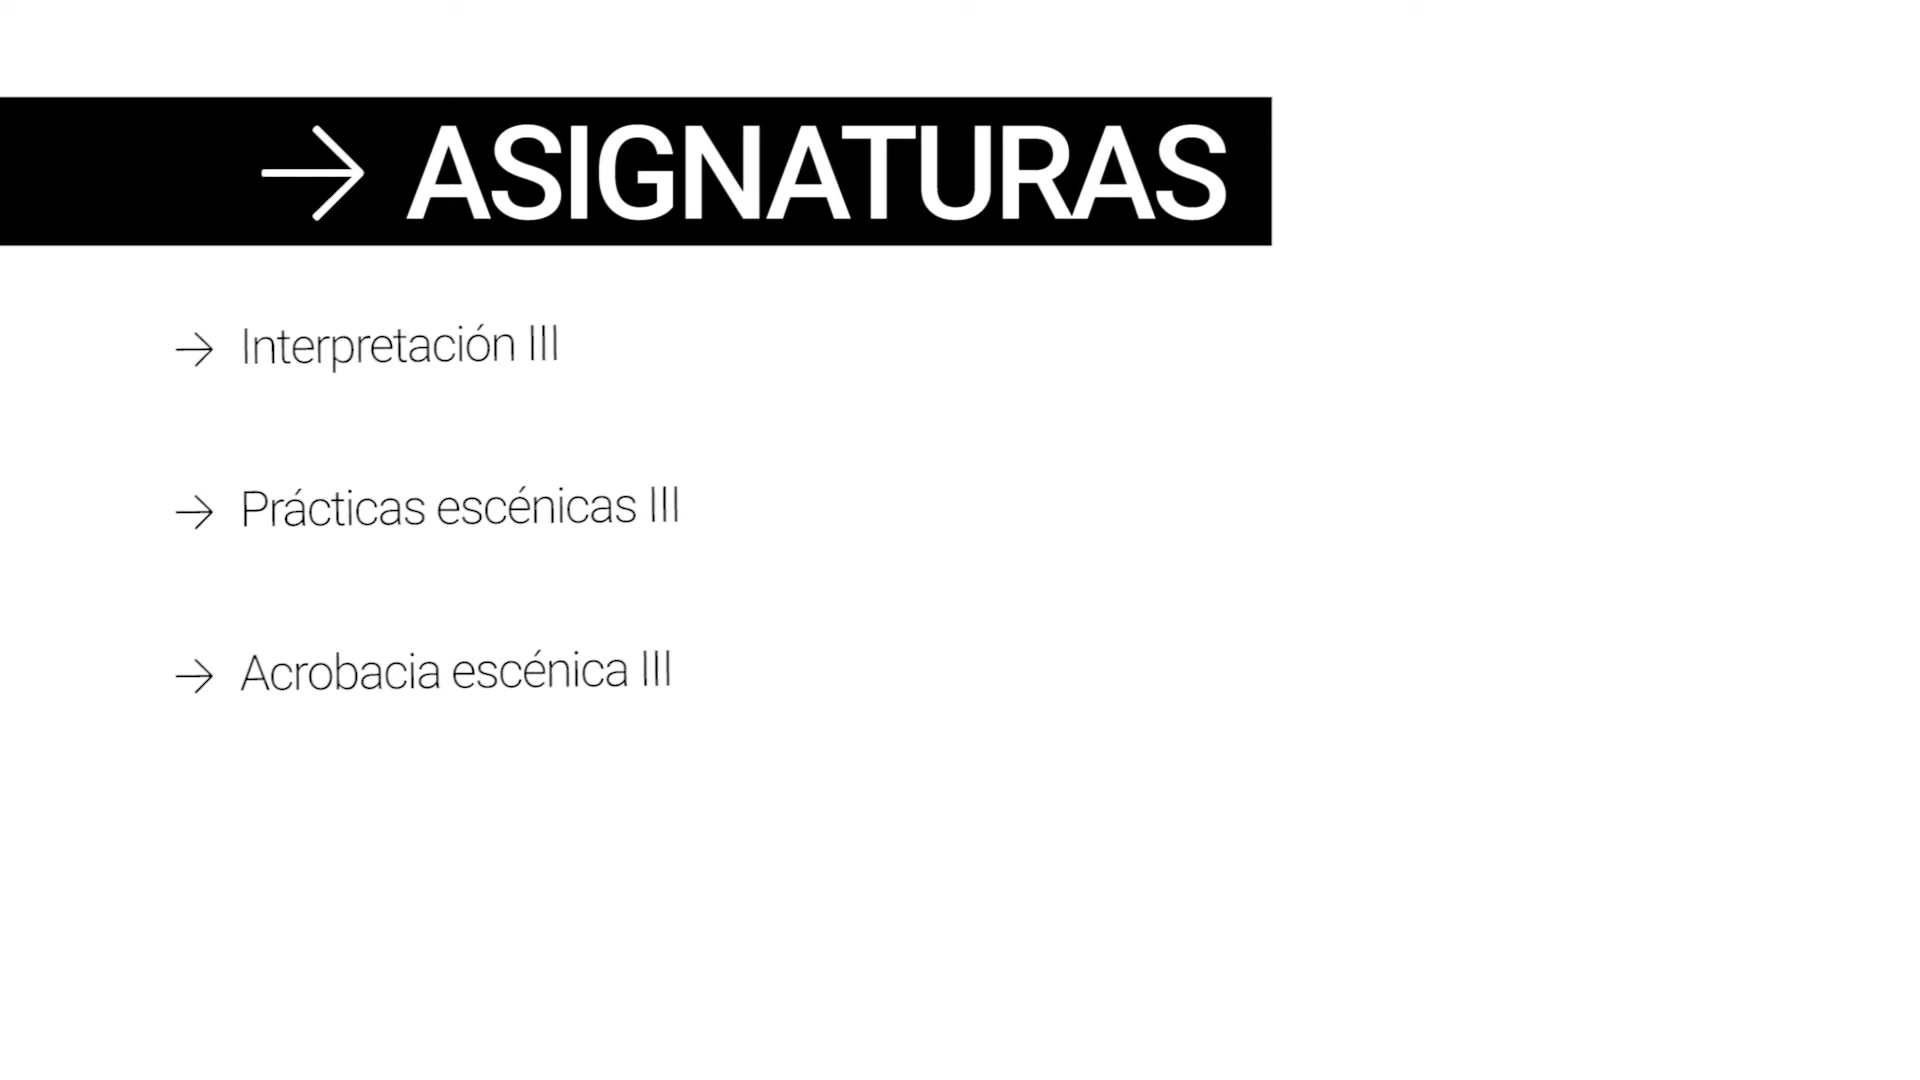 → ASIGNATURAS
→ Interpretación III
→ Prácticas escénicas III
→ Acrobacia escénica III